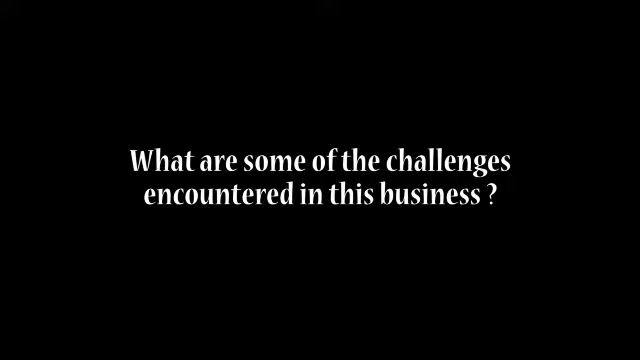 What are some of the challenges
encountered in this business ?